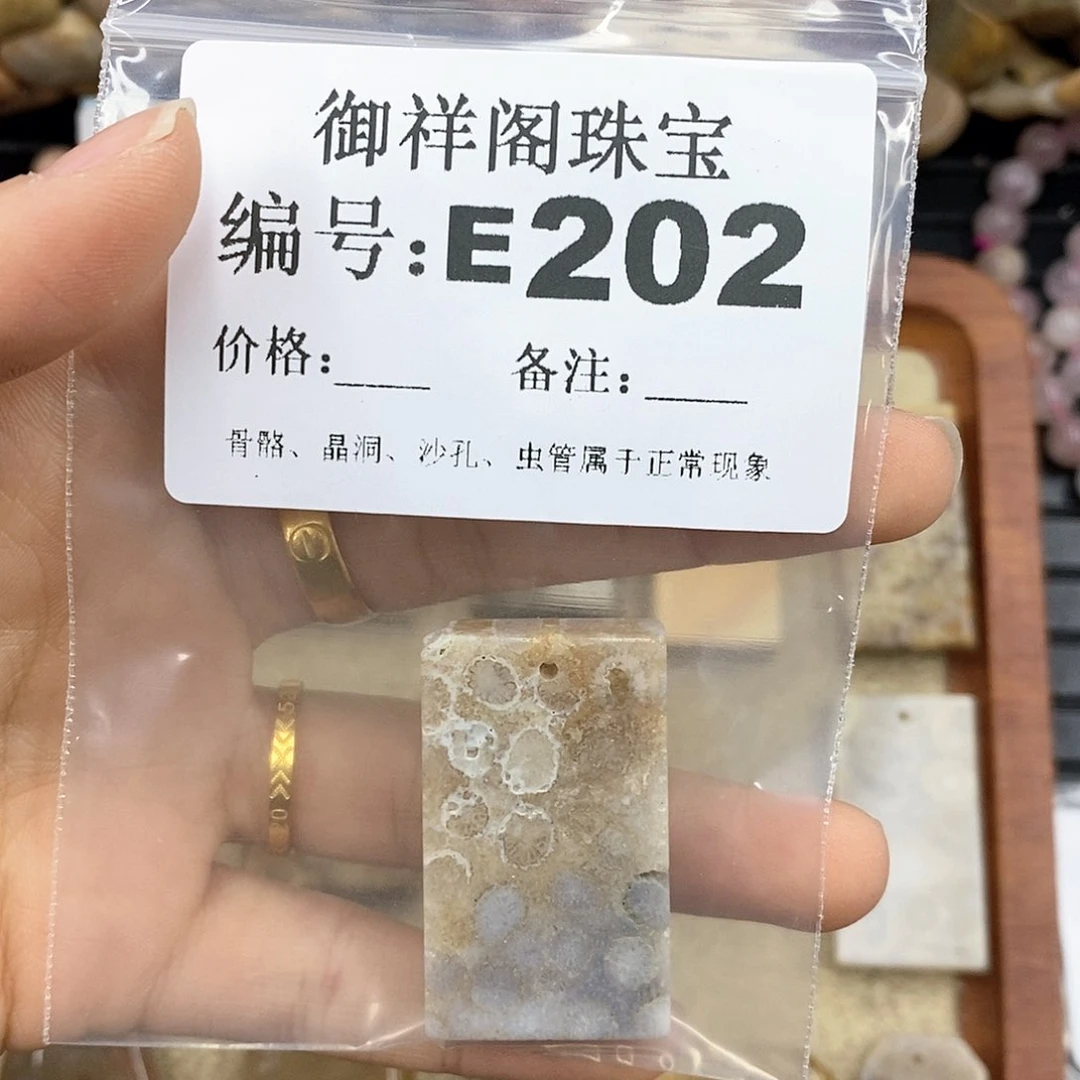 御祥阁珠宝
编号:E202
价格:____ 备注:____
骨骼、晶洞、沙孔、虫管属于正常现象